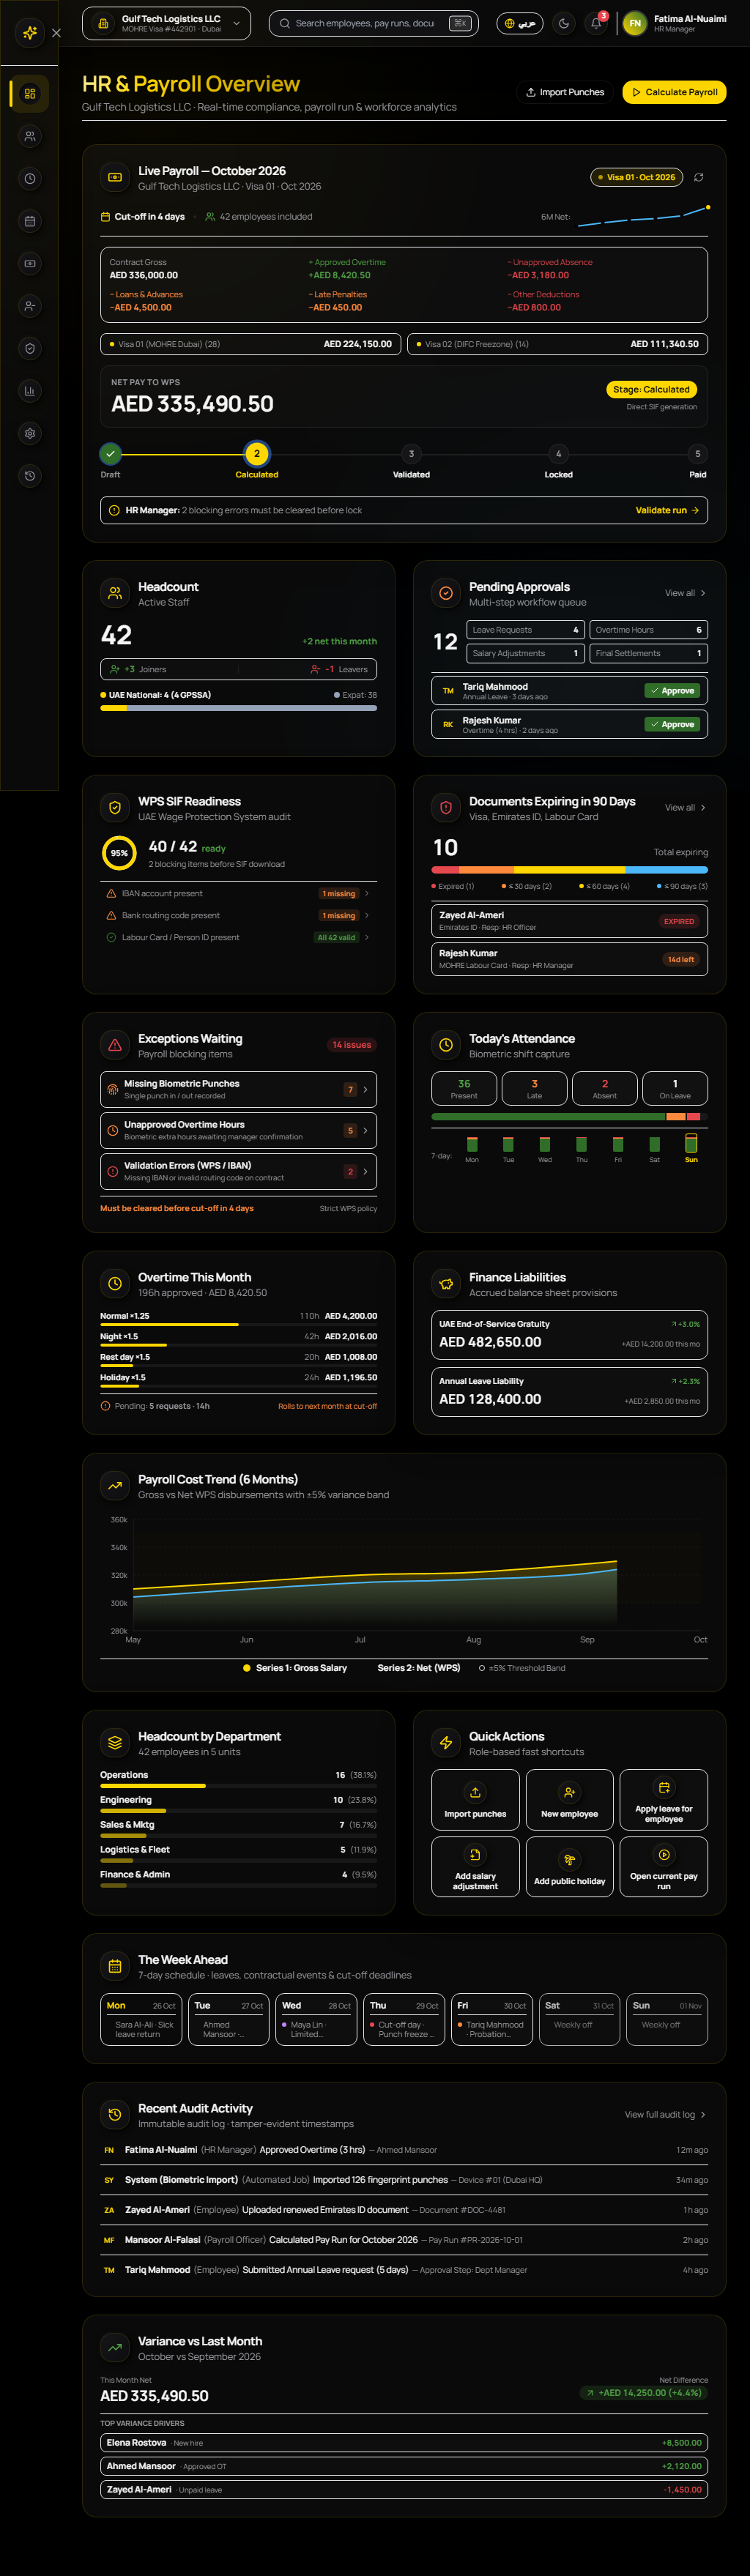 Gulf Tech Logistics LLC
MOHRE Visa #442901 · Dubai
Search employees, pay runs, docu
⌘K
عربي
3
FN
Fatima Al-Nuaimi
HR Manager
HR & Payroll Overview
Gulf Tech Logistics LLC · Real-time compliance, payroll run & workforce analytics
Import Punches
Calculate Payroll
Live Payroll — October 2026
Gulf Tech Logistics LLC · Visa 01 · Oct 2026
Visa 01 · Oct 2026
Cut-off in 4 days · 42 employees included
6M Net:
Contract Gross
AED 336,000.00
+ Approved Overtime
+AED 8,420.50
− Unapproved Absence
−AED 3,180.00
− Loans & Advances
−AED 4,500.00
− Late Penalties
−AED 450.00
− Other Deductions
−AED 800.00
Visa 01 (MOHRE Dubai) (28) AED 224,150.00
Visa 02 (DIFC Freezone) (14) AED 111,340.50
NET PAY TO WPS
AED 335,490.50
Stage: Calculated
Direct SIF generation
2 3 4 5
Draft Calculated Validated Locked Paid
HR Manager: 2 blocking errors must be cleared before lock
Validate run →
Headcount
Active Staff
42
+2 net this month
+3 Joiners
-1 Leavers
UAE National: 4 (4 GPSSA)
Expat: 38
Pending Approvals
Multi-step workflow queue
View all
12
Leave Requests 4
Overtime Hours 6
Salary Adjustments 1
Final Settlements 1
TM
Tariq Mahmood
Annual Leave · 3 days ago
Approve
RK
Rajesh Kumar
Overtime (4 hrs) · 2 days ago
Approve
WPS SIF Readiness
UAE Wage Protection System audit
95%
40 / 42 ready
2 blocking items before SIF download
IBAN account present 1 missing
Bank routing code present 1 missing
Labour Card / Person ID present All 42 valid
Documents Expiring in 90 Days
Visa, Emirates ID, Labour Card
View all
10
Total expiring
Expired (1) ≤30 days (2) ≤60 days (4) ≤90 days (3)
Zayed Al-Ameri
Emirates ID · Resp: HR Officer
EXPIRED
Rajesh Kumar
MOHRE Labour Card · Resp: HR Manager
14d left
Exceptions Waiting
Payroll blocking items
14 issues
Missing Biometric Punches
Single punch in / out recorded
7
Unapproved Overtime Hours
Biometric extra hours awaiting manager confirmation
5
Validation Errors (WPS / IBAN)
Missing IBAN or invalid routing code on contract
2
Must be cleared before cut-off in 4 days
Strict WPS policy
Today's Attendance
Biometric shift capture
36 3 2 1
Present Late Absent On Leave
7-day: Mon Tue Wed Thu Fri Sat Sun
Overtime This Month
196h approved · AED 8,420.50
Normal ×1.25 110h AED 4,200.00
Night ×1.5 42h AED 2,016.00
Rest day ×1.5 20h AED 1,008.00
Holiday ×1.5 24h AED 1,196.50
Pending: 5 requests · 14h
Rolls to next month at cut-off
Finance Liabilities
Accrued balance sheet provisions
UAE End-of-Service Gratuity +3.0%
AED 482,650.00 +AED 14,200.00 this mo
Annual Leave Liability +2.3%
AED 128,400.00 +AED 2,850.00 this mo
Payroll Cost Trend (6 Months)
Gross vs Net WPS disbursements with ±5% variance band
360k
340k
320k
300k
280k
May Jun Jul Aug Sep Oct
Series 1: Gross Salary Series 2: Net (WPS) ±5% Threshold Band
Headcount by Department
42 employees in 5 units
Operations 16 (38.1%)
Engineering 10 (23.8%)
Sales & Mktg 7 (16.7%)
Logistics & Fleet 5 (11.9%)
Finance & Admin 4 (9.5%)
Quick Actions
Role-based fast shortcuts
Import punches
New employee
Apply leave for
employee
Add salary
adjustment
Add public holiday
Open current pay
run
The Week Ahead
7-day schedule · leaves, contractual events & cut-off deadlines
Mon 26 Oct
Sara Al-Ali · Sick
leave return
Tue 27 Oct
Ahmed
Mansoor ·...
Wed 28 Oct
Maya Lin ·
Limited...
Thu 29 Oct
Cut-off day ·
Punch freeze ...
Fri 30 Oct
Tariq Mahmood
· Probation...
Sat 31 Oct
Weekly off
Sun 01 Nov
Weekly off
Recent Audit Activity
Immutable audit log · tamper-evident timestamps
View full audit log
FN Fatima Al-Nuaimi (HR Manager) Approved Overtime (3 hrs) — Ahmed Mansoor 12m ago
SY System (Biometric Import) (Automated Job) Imported 126 fingerprint punches — Device #01 (Dubai HQ) 34m ago
ZA Zayed Al-Ameri (Employee) Uploaded renewed Emirates ID document — Document #DOC-4481 1h ago
MF Mansoor Al-Falasi (Payroll Officer) Calculated Pay Run for October 2026 — Pay Run #PR-2026-10-01 2h ago
TM Tariq Mahmood (Employee) Submitted Annual Leave request (5 days) — Approval Step: Dept Manager 4h ago
Variance vs Last Month
October vs September 2026
This Month Net
AED 335,490.50
Net Difference
+AED 14,250.00 (+4.4%)
TOP VARIANCE DRIVERS
Elena Rostova · New hire +8,500.00
Ahmed Mansoor · Approved OT +2,120.00
Zayed Al-Ameri · Unpaid leave -1,450.00